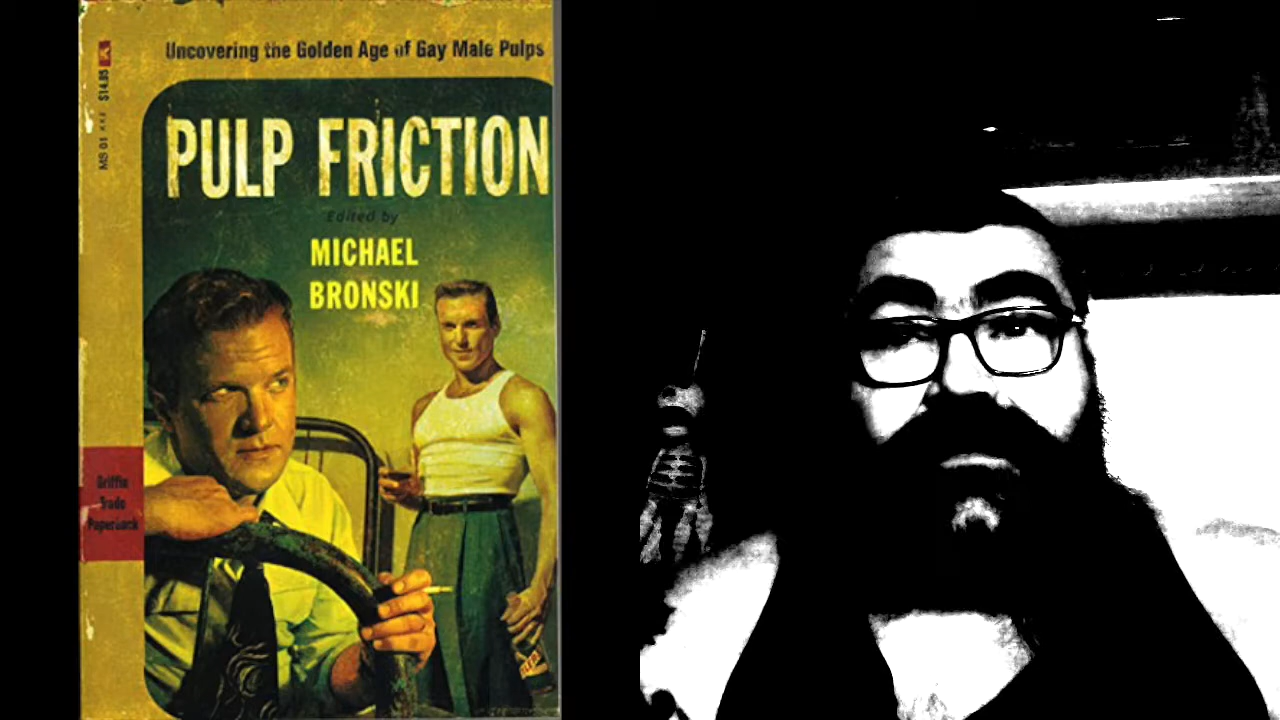 Uncovering the Golden Age of Gay Male Pulps
PULP FRICTION
Edited by
MICHAEL
BRONSKI
$14.95
Griffin
Trade
Paperback